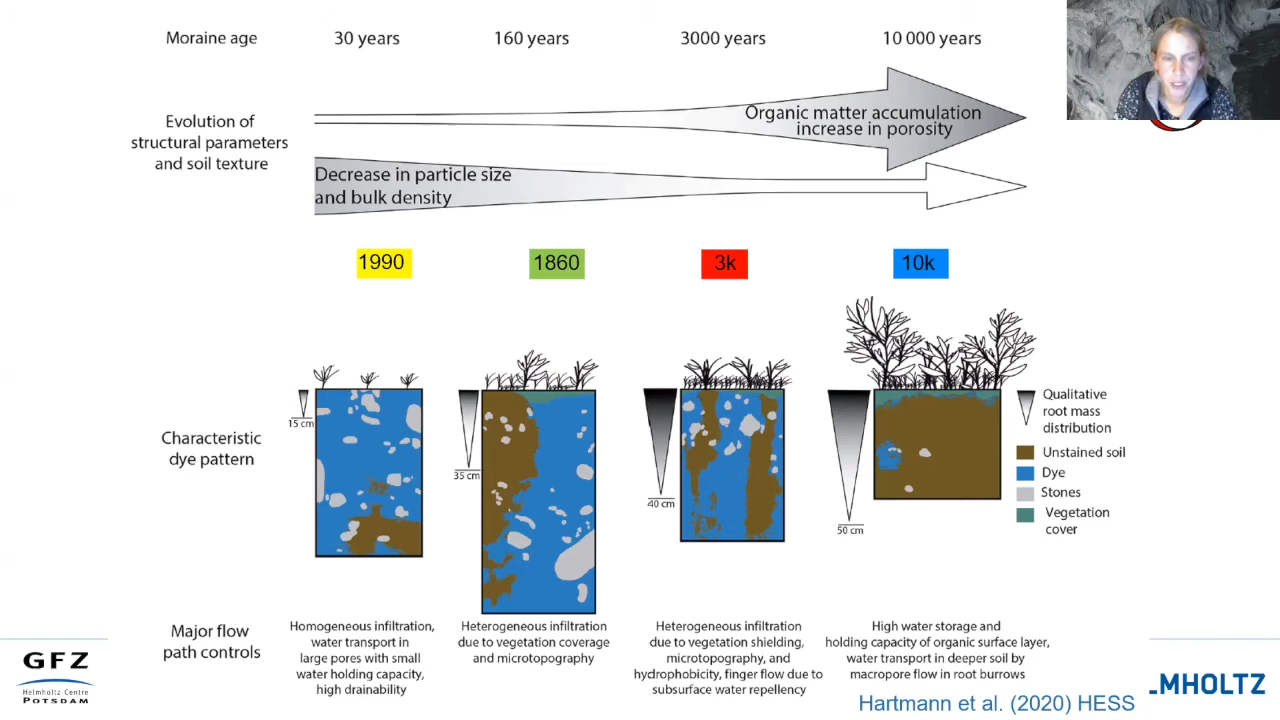 Moraine age
30 years
160 years
3000 years
10 000 years
Evolution of
structural parameters
and soil texture
Organic matter accumulation
increase in porosity
Decrease in particle size
and bulk density
1990
1860
3k
10k
Characteristic
dye pattern
15 cm
35 cm
40 cm
50 cm
Qualitative
root mass
distribution
Unstained soil
Dye
Stones
Vegetation
cover
Major flow
path controls
Homogeneous infiltration,
water transport in
large pores with small
water holding capacity,
high drainability
Heterogeneous infiltration
due to vegetation coverage
and microtopography
Heterogeneous infiltration
due to vegetation shielding,
microtopography, and
hydrophobicity, finger flow due to
subsurface water repellency
High water storage and
holding capacity of organic surface layer,
water transport in deeper soil by
macropore flow in root burrows
Hartmann et al. (2020) HESS
GFZ
Helmholtz Centre
POTSDAM
MHOLTZ